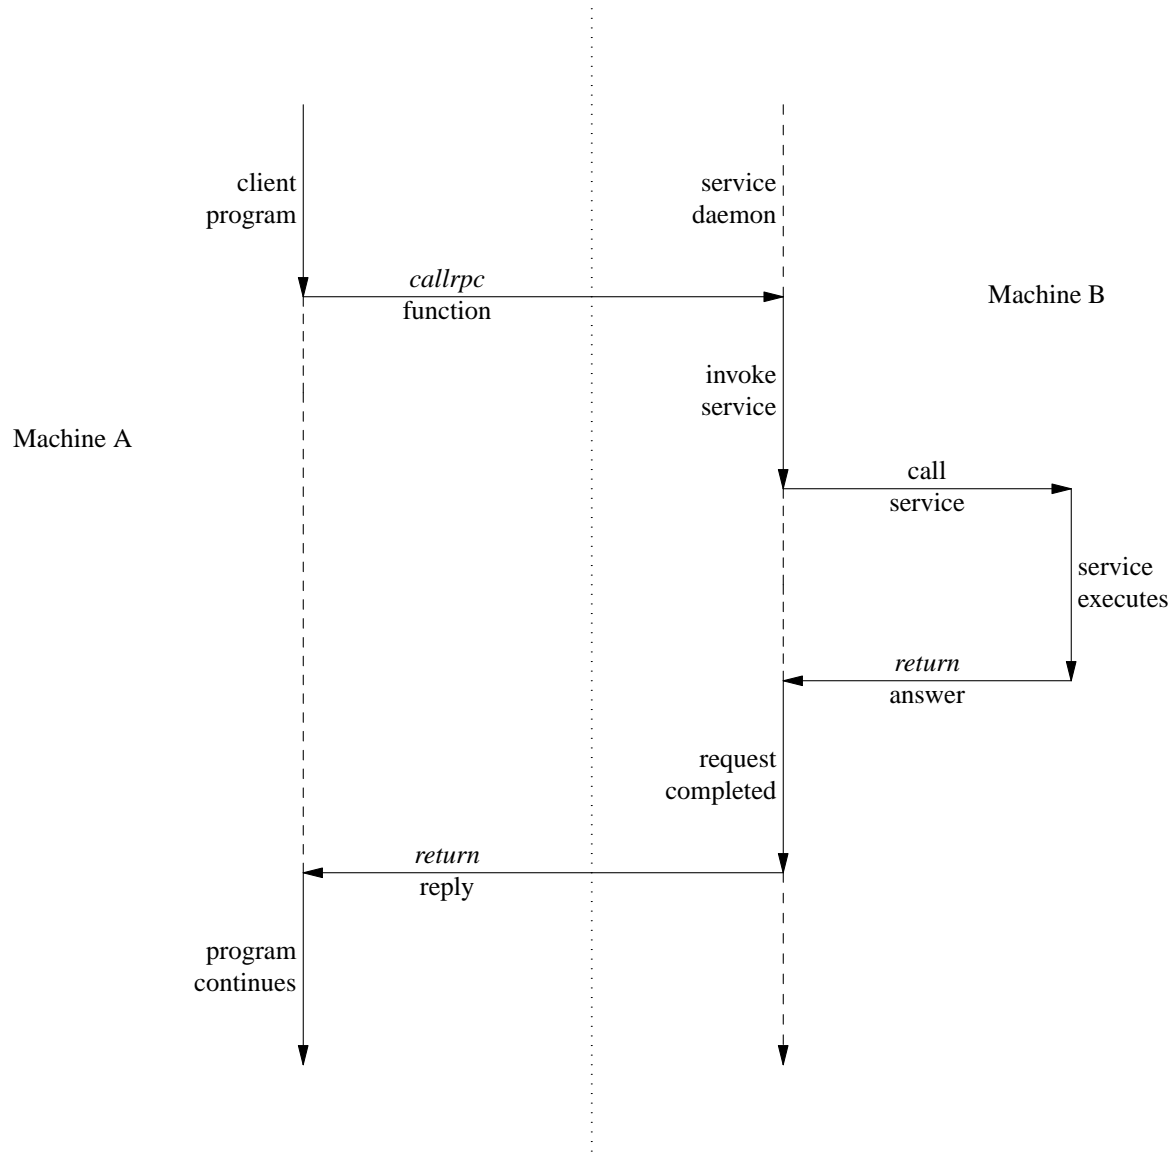 client
program
service
daemon
callrpc
function
Machine B
invoke
service
Machine A
call
service
service
executes
return
answer
request
completed
return
reply
program
continues